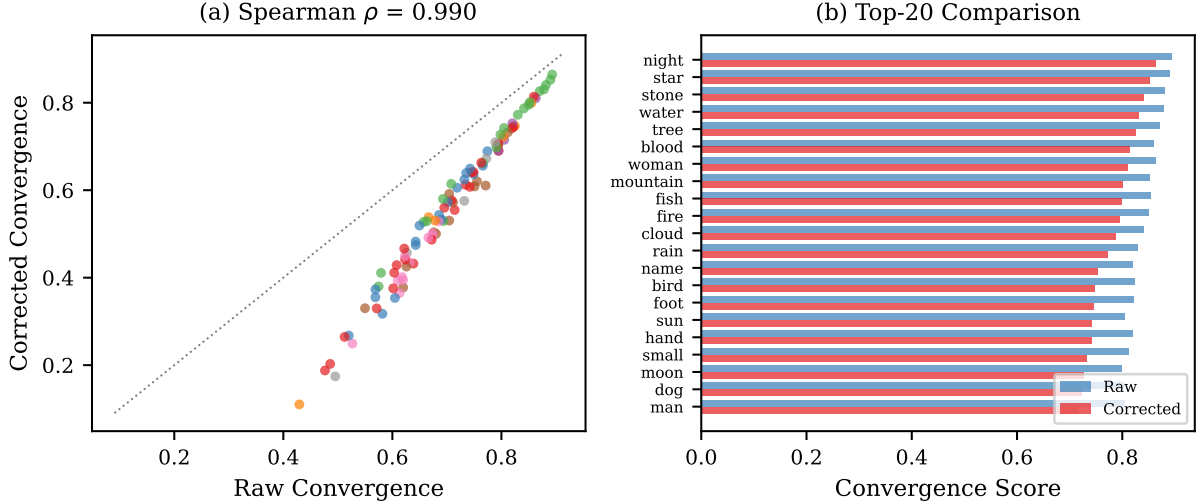 (a) Spearman ρ = 0.990
Corrected Convergence
0.8
0.6
0.4
0.2
0.2
0.4
0.6
0.8
Raw Convergence
(b) Top-20 Comparison
night
star
stone
water
tree
blood
woman
mountain
fish
fire
cloud
rain
name
bird
foot
sun
hand
small
moon
dog
man
Raw
Corrected
0.0
0.2
0.4
0.6
0.8
Convergence Score